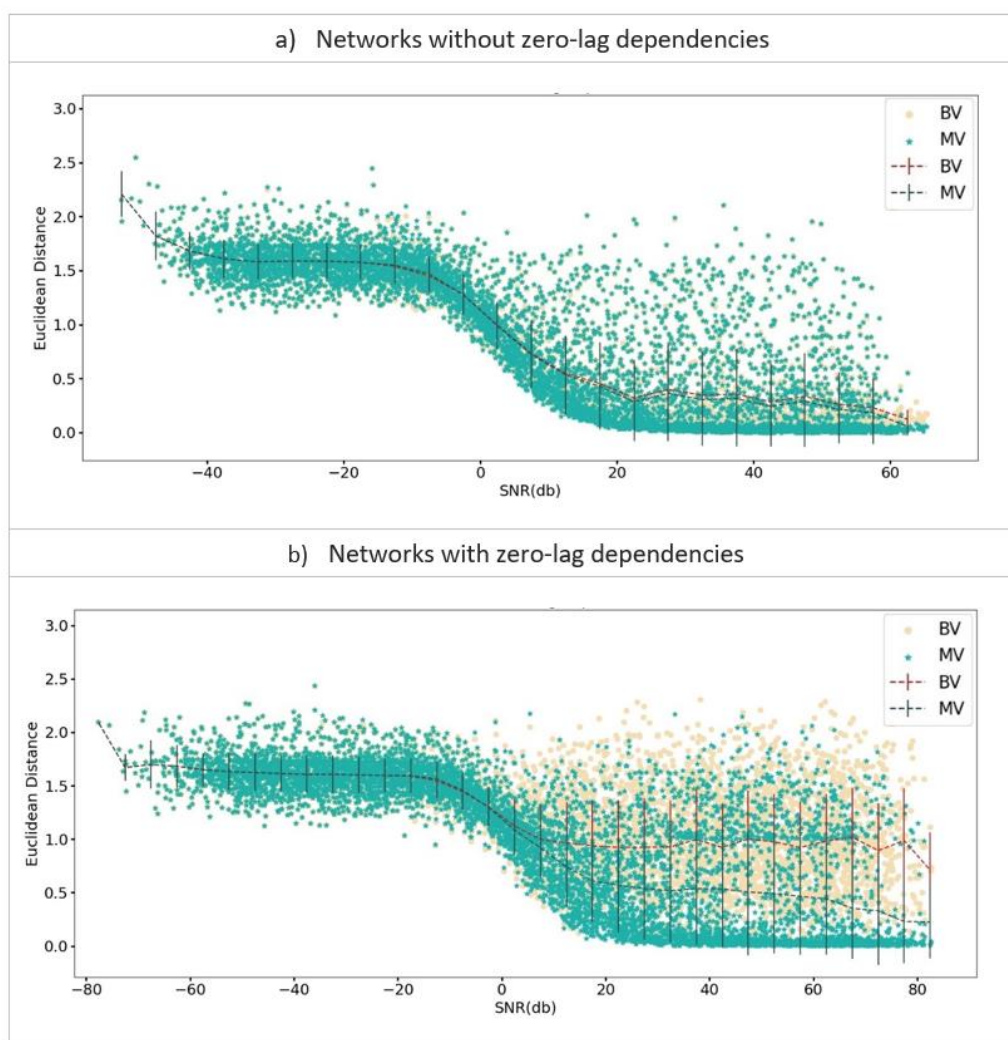 a) Networks without zero-lag dependencies
3.0
2.5
2.0
1.5
1.0
0.5
0.0
Euclidean Distance
BV
MV
BV
MV
−40 −20 0 20 40 60
SNR(db)
b) Networks with zero-lag dependencies
3.0
2.5
2.0
1.5
1.0
0.5
0.0
Euclidean Distance
BV
MV
BV
MV
−80 −60 −40 −20 0 20 40 60 80
SNR(db)